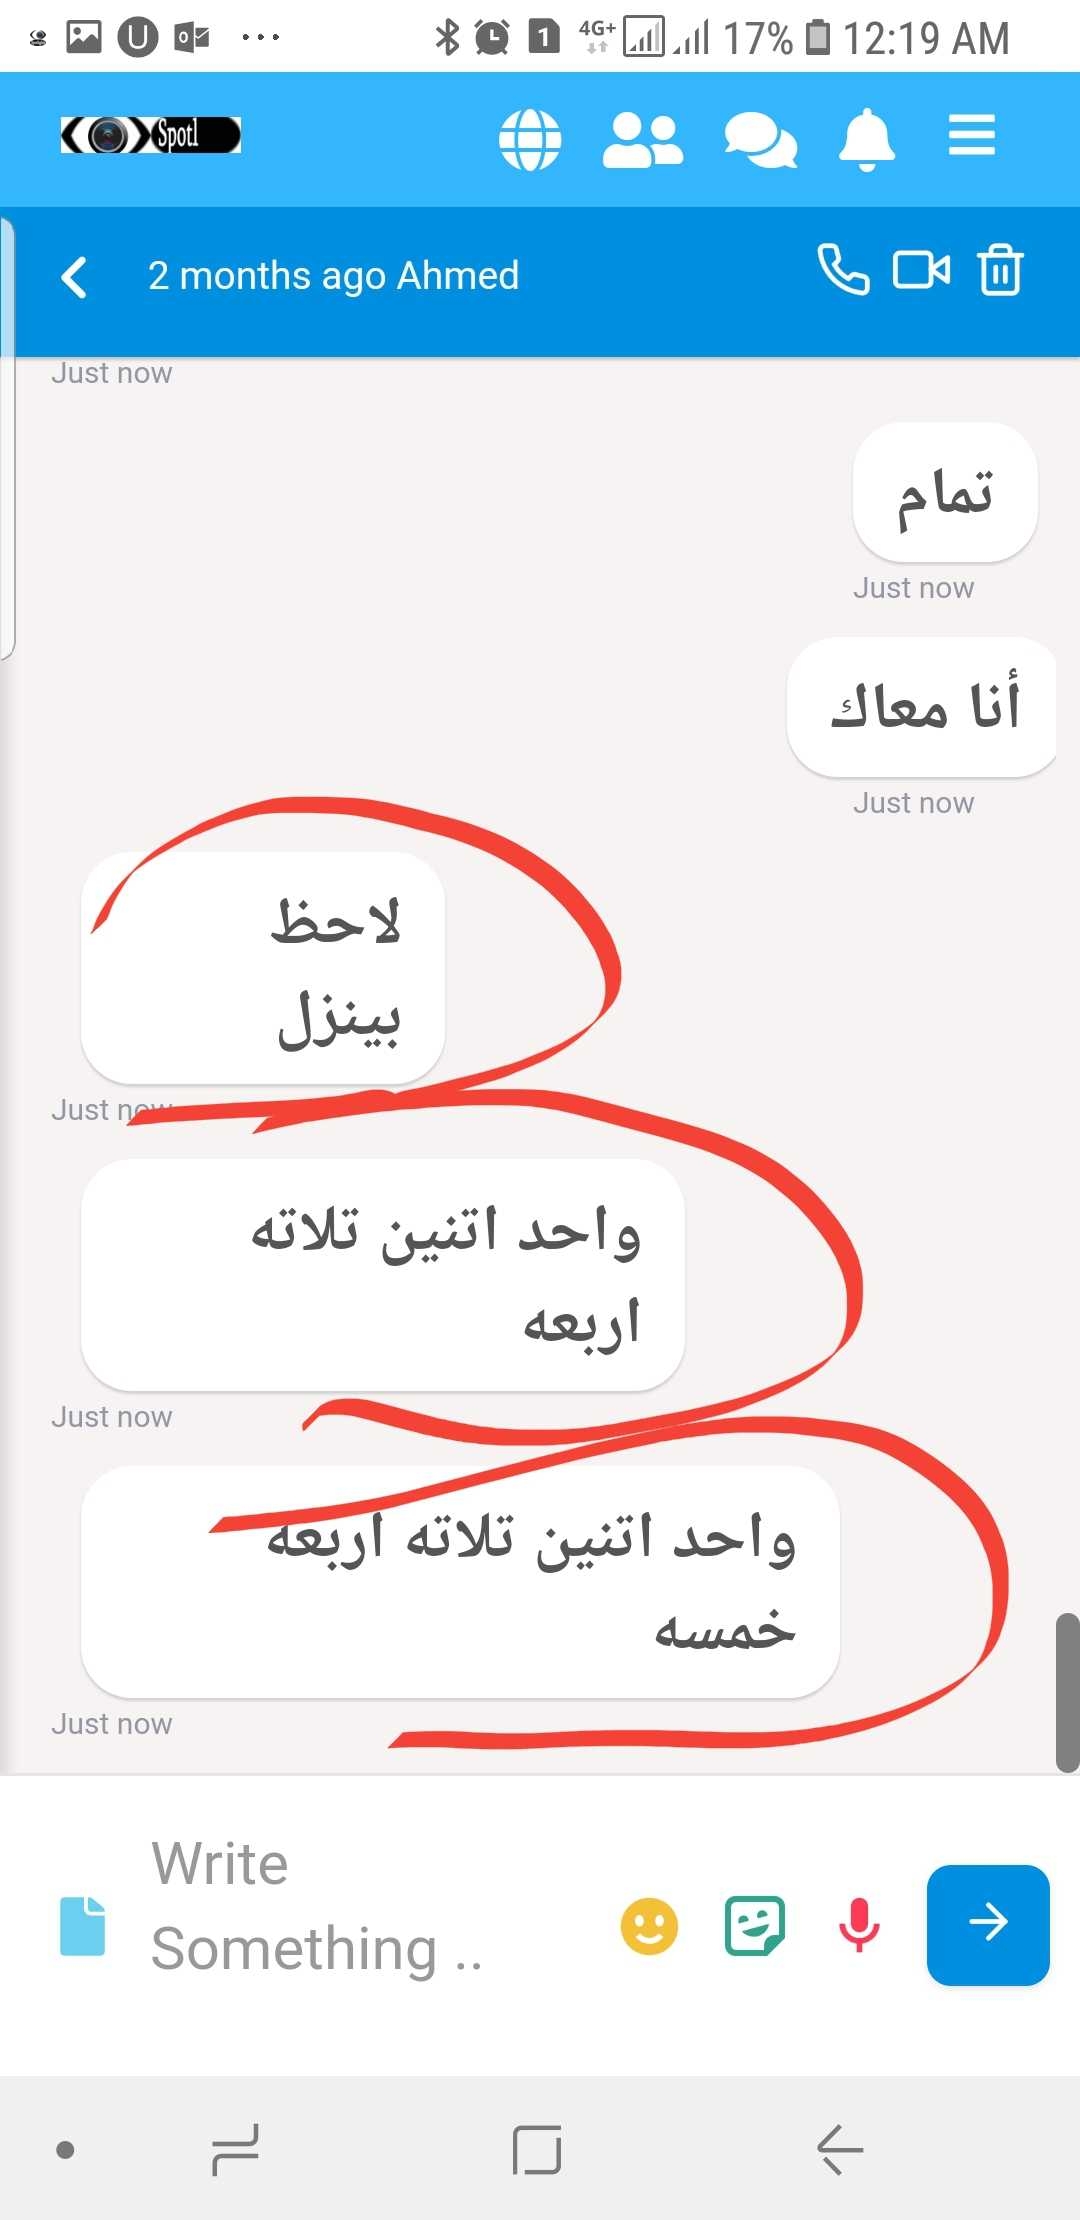 17% 12:19 AM
4G+
1
U
Spotl
2 months ago Ahmed
Just now
تمام
Just now
أنا معاك
Just now
لاحظ
بينزل
Just now
واحد اتنين تلاته
اربعه
Just now
واحد اتنين تلاته اربعه
خمسه
Just now
Write
Something ..